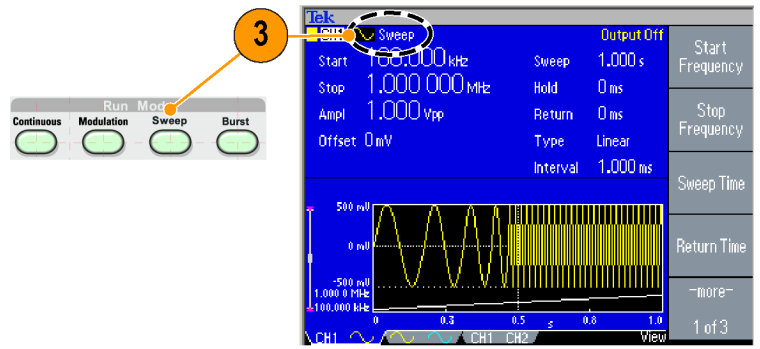 3
Run Mode
Continuous Modulation Sweep Burst
Tek
CH1 Sweep Output Off
Start 100.000 kHz Sweep 1.000 s
Stop 1.000 000 MHz Hold 0 ms
Ampl 1.000 Vpp Return 0 ms
Offset 0 mV Type Linear
Interval 1.000 ms
500 mV
0 mV
-500 mV
1.000 0 MHz
100.000 kHz
0 0.3 0.5 s 0.8 1.0
CH1 CH1 CH2 View
Start
Frequency
Stop
Frequency
Sweep Time
Return Time
-more-
1 of 3